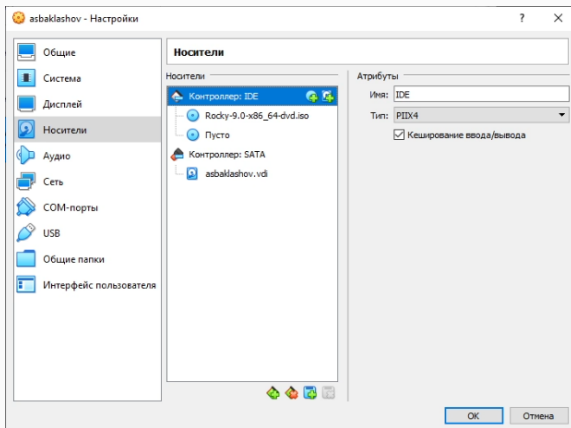 asbaklashov - Настройки
?
Общие
Система
Дисплей
Носители
Аудио
Сеть
COM-порты
USB
Общие папки
Интерфейс пользователя
Носители
Носители
Контроллер: IDE
Rocky-9.0-x86_64-dvd.iso
Пусто
Контроллер: SATA
asbaklashov.vdi
Атрибуты
Имя: IDE
Тип: PIIX4
Кеширование ввода/вывода
OK
Отмена